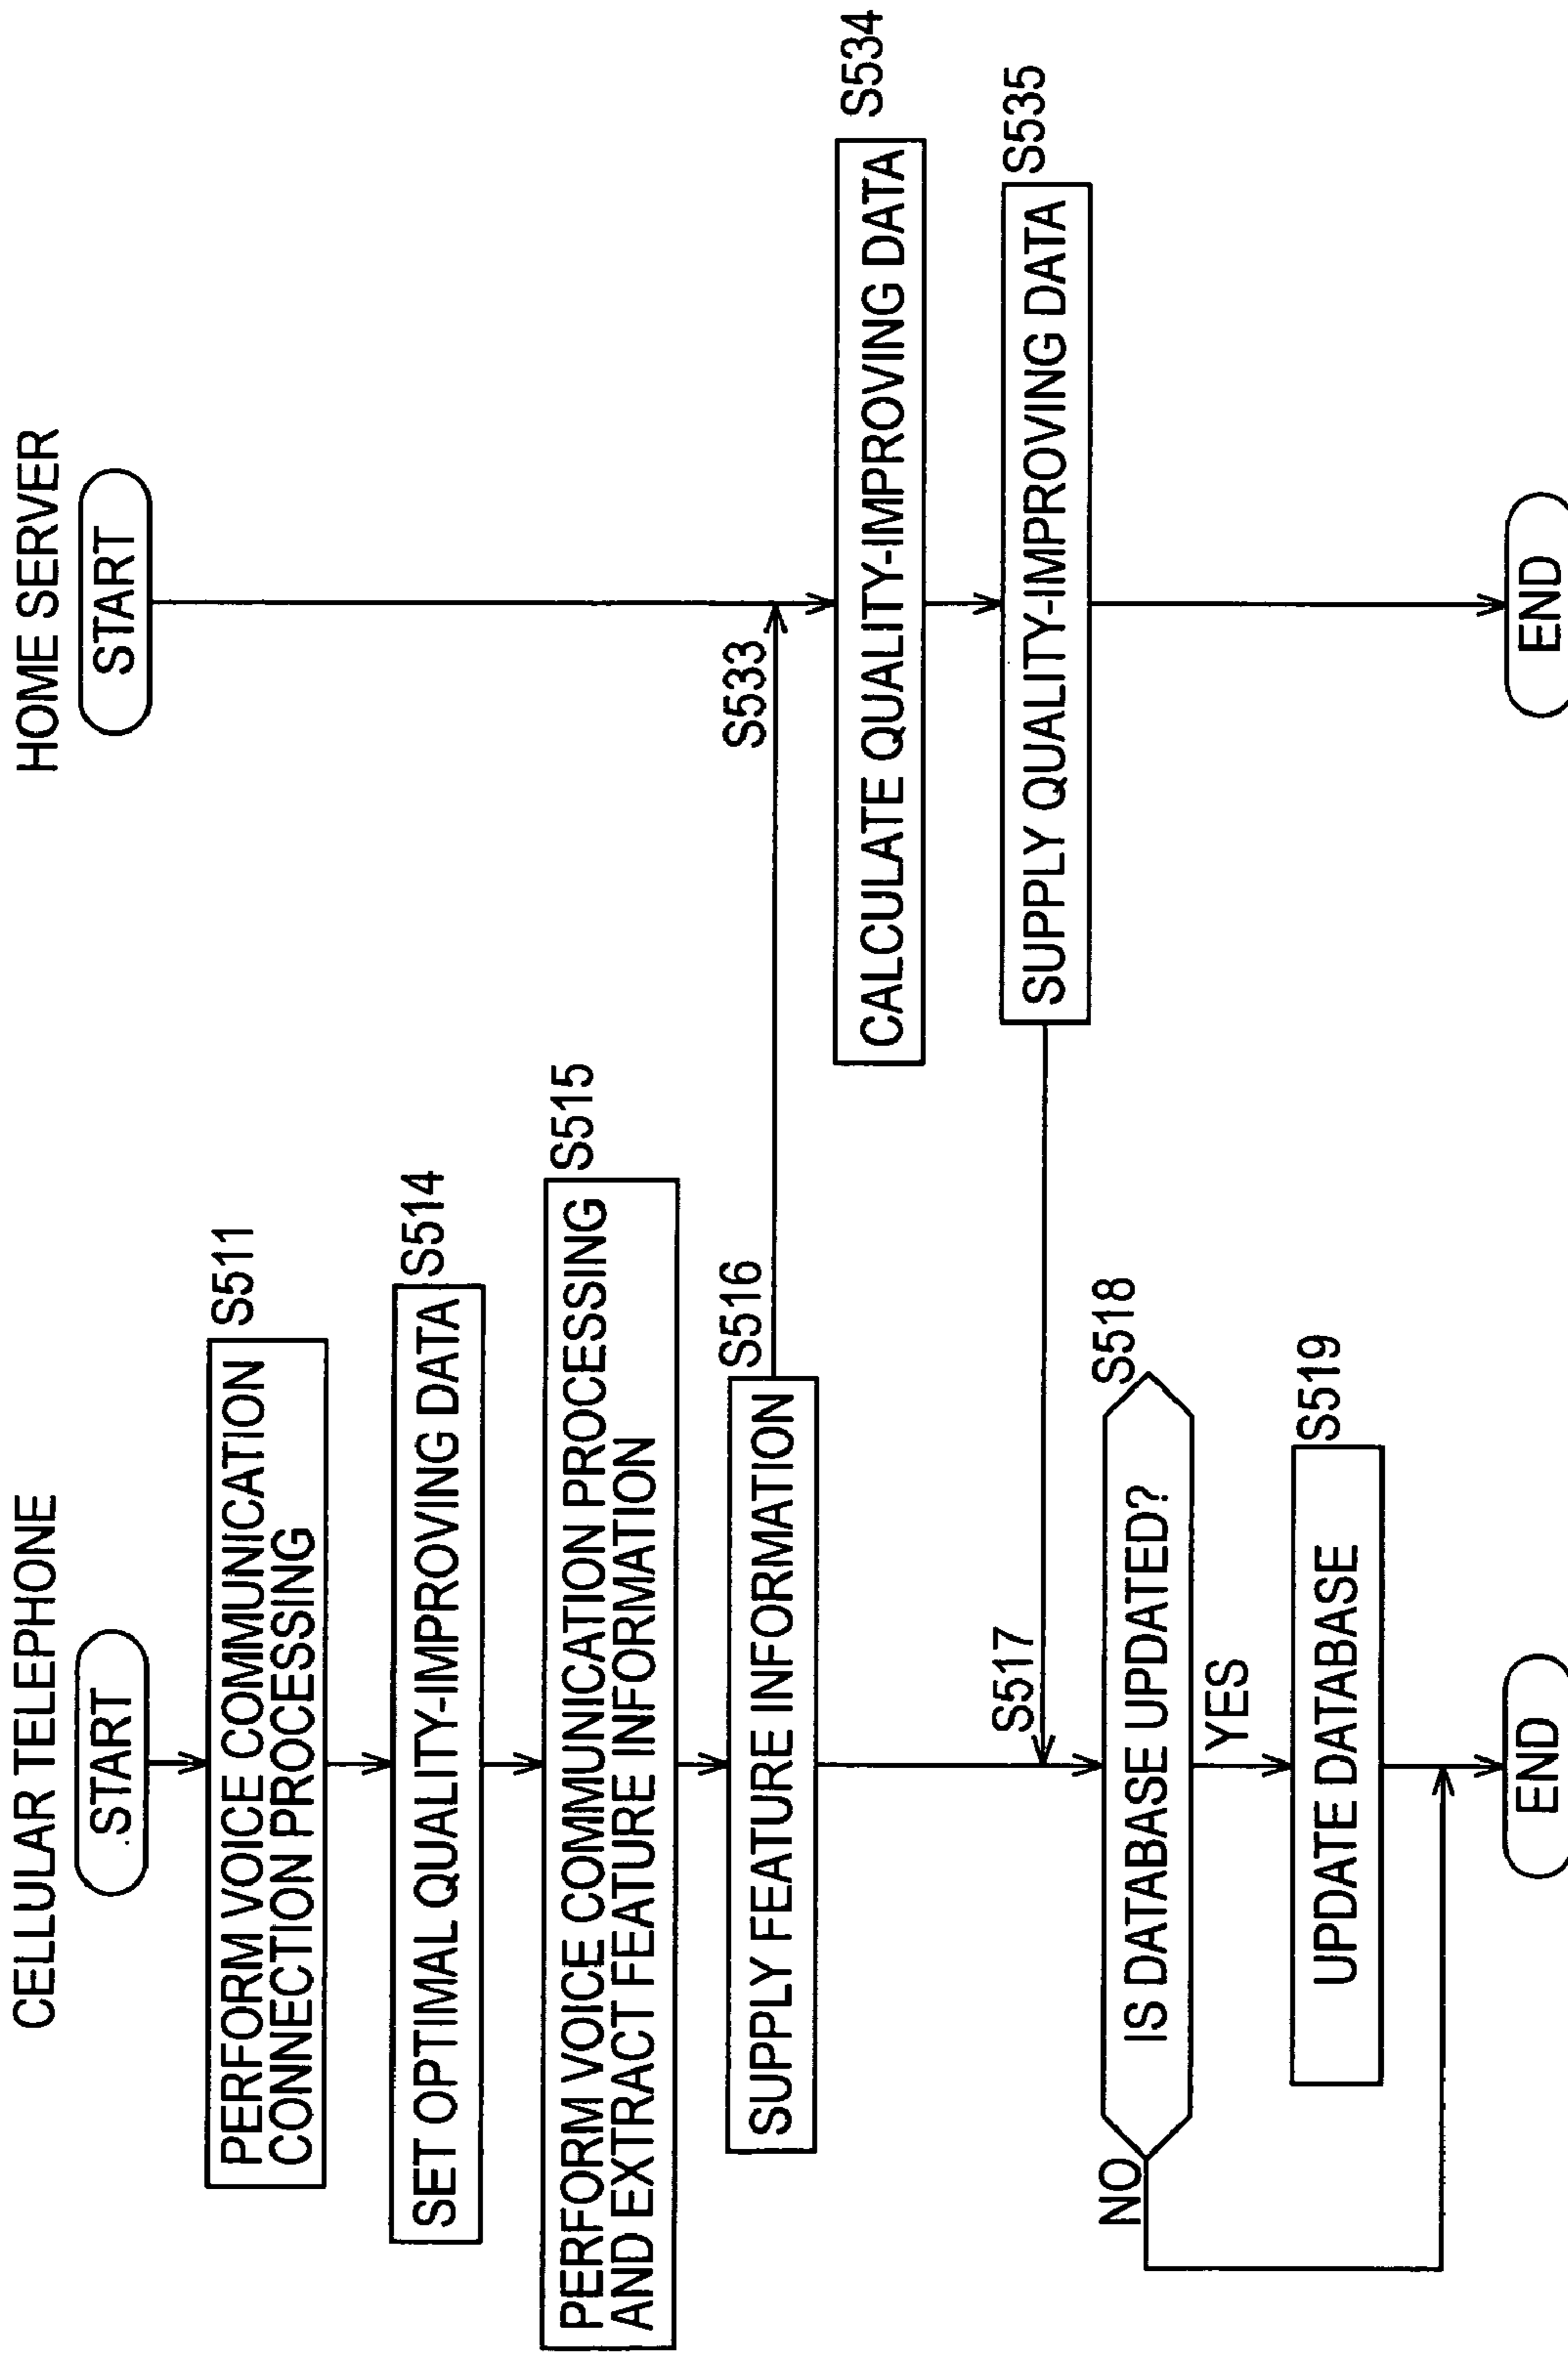 CELLULAR TELEPHONE
START
PERFORM VOICE COMMUNICATION
CONNECTION PROCESSING
S511
SET OPTIMAL QUALITY-IMPROVING DATA
S514
PERFORM VOICE COMMUNICATION PROCESSING
AND EXTRACT FEATURE INFORMATION
S515
SUPPLY FEATURE INFORMATION
S516
S517
IS DATABASE UPDATED?
S518
NO
YES
UPDATE DATABASE
S519
END
HOME SERVER
START
S533
CALCULATE QUALITY-IMPROVING DATA
S534
SUPPLY QUALITY-IMPROVING DATA
S535
END